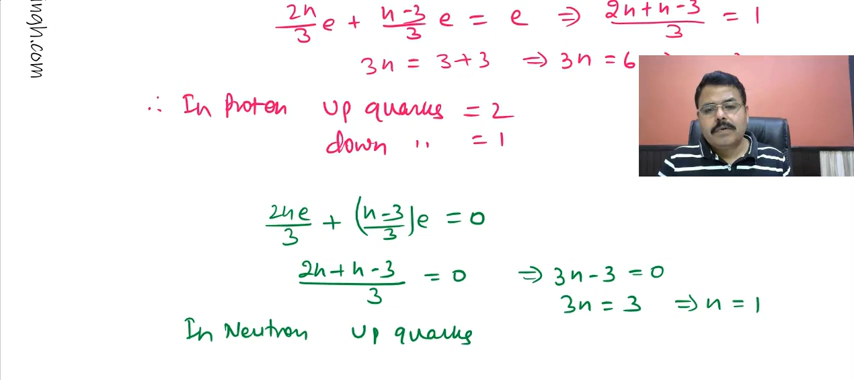 2n/3 e + n-3/3 e = e ⇒ 2n+n-3/3 = 1
3n = 3+3 ⇒ 3n = 6
∴ In Proton up quarks = 2
down " = 1
2ne/3 + (n-3/3)e = 0
2n+n-3/3 = 0 ⇒ 3n-3 = 0
3n = 3 ⇒ n = 1
In Neutron up quarks
ingh.com